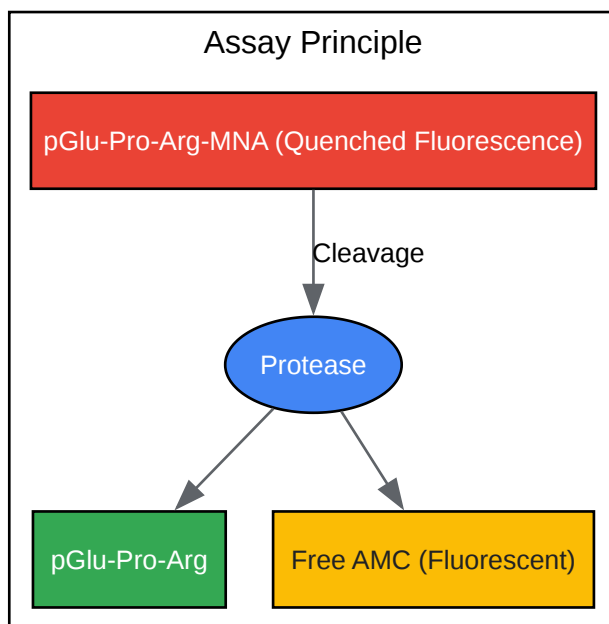 Assay Principle
pGlu-Pro-Arg-MNA (Quenched Fluorescence)
Cleavage
Protease
pGlu-Pro-Arg
Free AMC (Fluorescent)